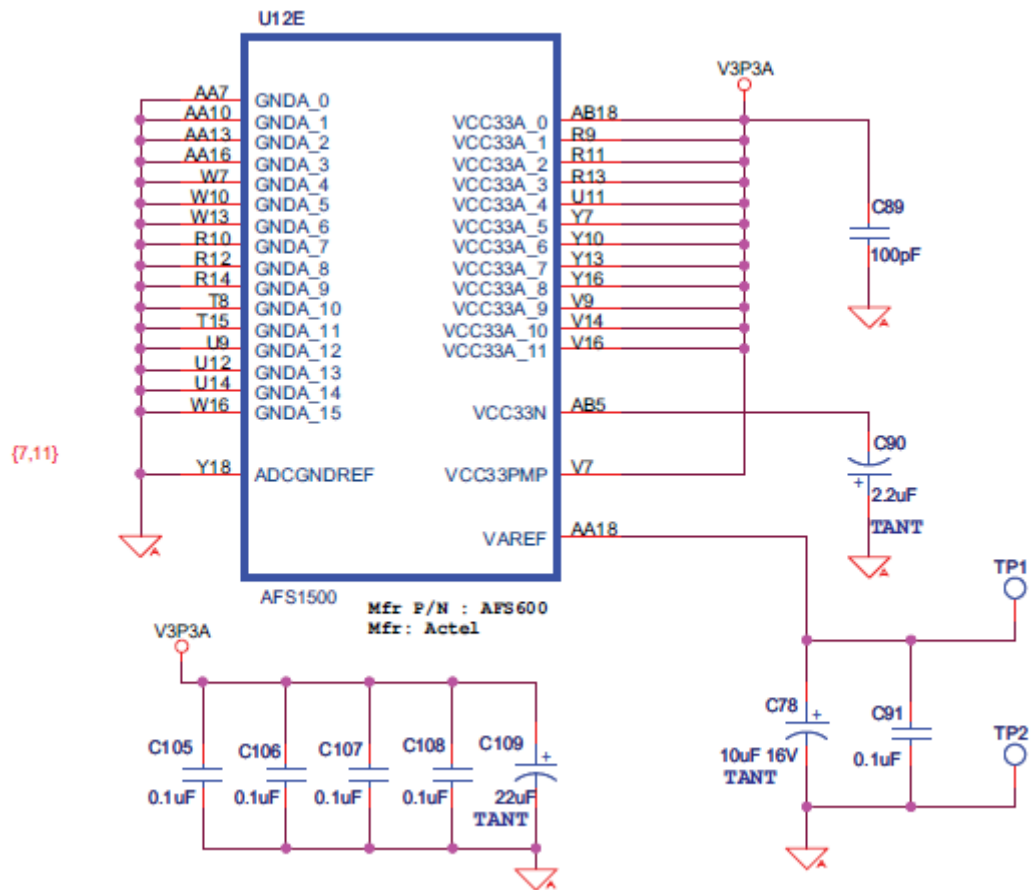 U12E
V3P3A
AA7 GNDA_0
AA10 GNDA_1
AA13 GNDA_2
AA16 GNDA_3
W7 GNDA_4
W10 GNDA_5
W13 GNDA_6
R10 GNDA_7
R12 GNDA_8
R14 GNDA_9
T8 GNDA_10
T15 GNDA_11
U9 GNDA_12
U12 GNDA_13
U14 GNDA_14
W16 GNDA_15
Y18 ADCGNDREF
VCC33A_0 AB18
VCC33A_1 R9
VCC33A_2 R11
VCC33A_3 R13
VCC33A_4 U11
VCC33A_5 Y7
VCC33A_6 Y10
VCC33A_7 Y13
VCC33A_8 Y16
VCC33A_9 V9
VCC33A_10 V14
VCC33A_11 V16
VCC33N AB5
VCC33PMP V7
VAREF AA18
C89
100pF
A
{7,11}
A
C90
+
2.2uF
TANT
A
AFS1500
Mfr P/N : AFS600
Mfr: Actel
TP1
V3P3A
C105 C106 C107 C108 C109
+
0.1uF 0.1uF 0.1uF 0.1uF 22uF
TANT
A
C78
+
10uF 16V
TANT
C91
0.1uF
TP2
A